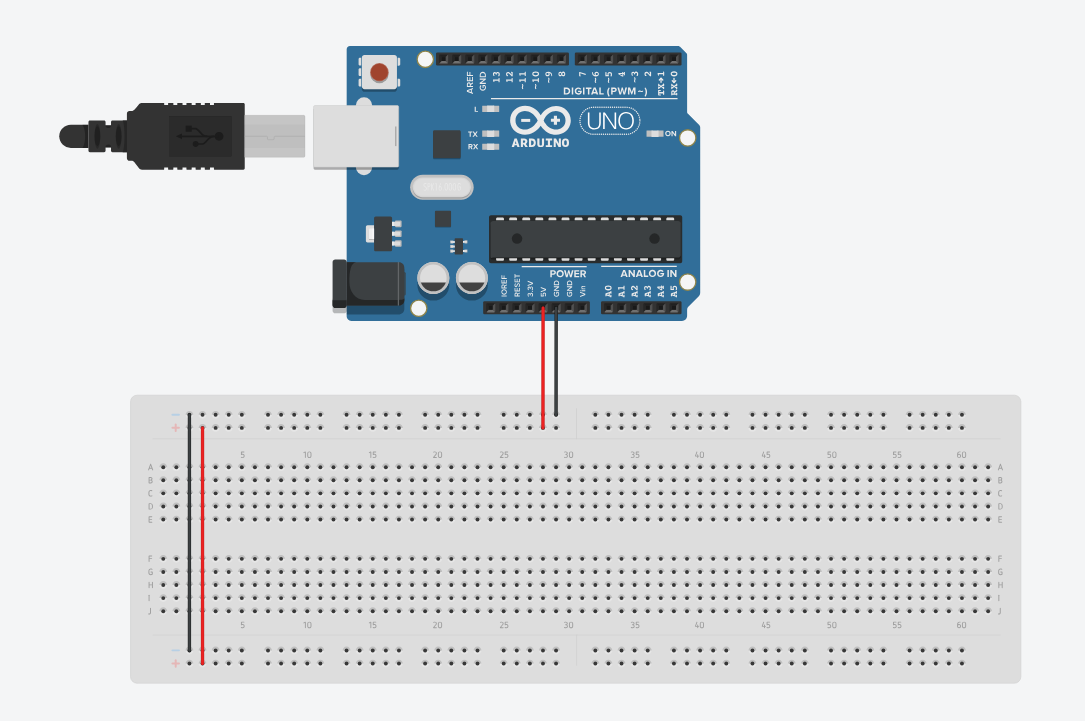 AREF GND 13 12 ~11 ~10 ~9 8 7 ~6 ~5 4 ~3 2 TX→1 RX←0
DIGITAL (PWM~)
L
TX
RX
ARDUINO
UNO
ON
POWER
ANALOG IN
IOREF RESET 3.3V 5V GND GND Vin A0 A1 A2 A3 A4 A5
−
+
5 10 15 20 25 30 35 40 45 50 55 60
A A
B B
C C
D D
E E
F F
G G
H H
I I
J J
5 10 15 20 25 30 35 40 45 50 55 60
−
+